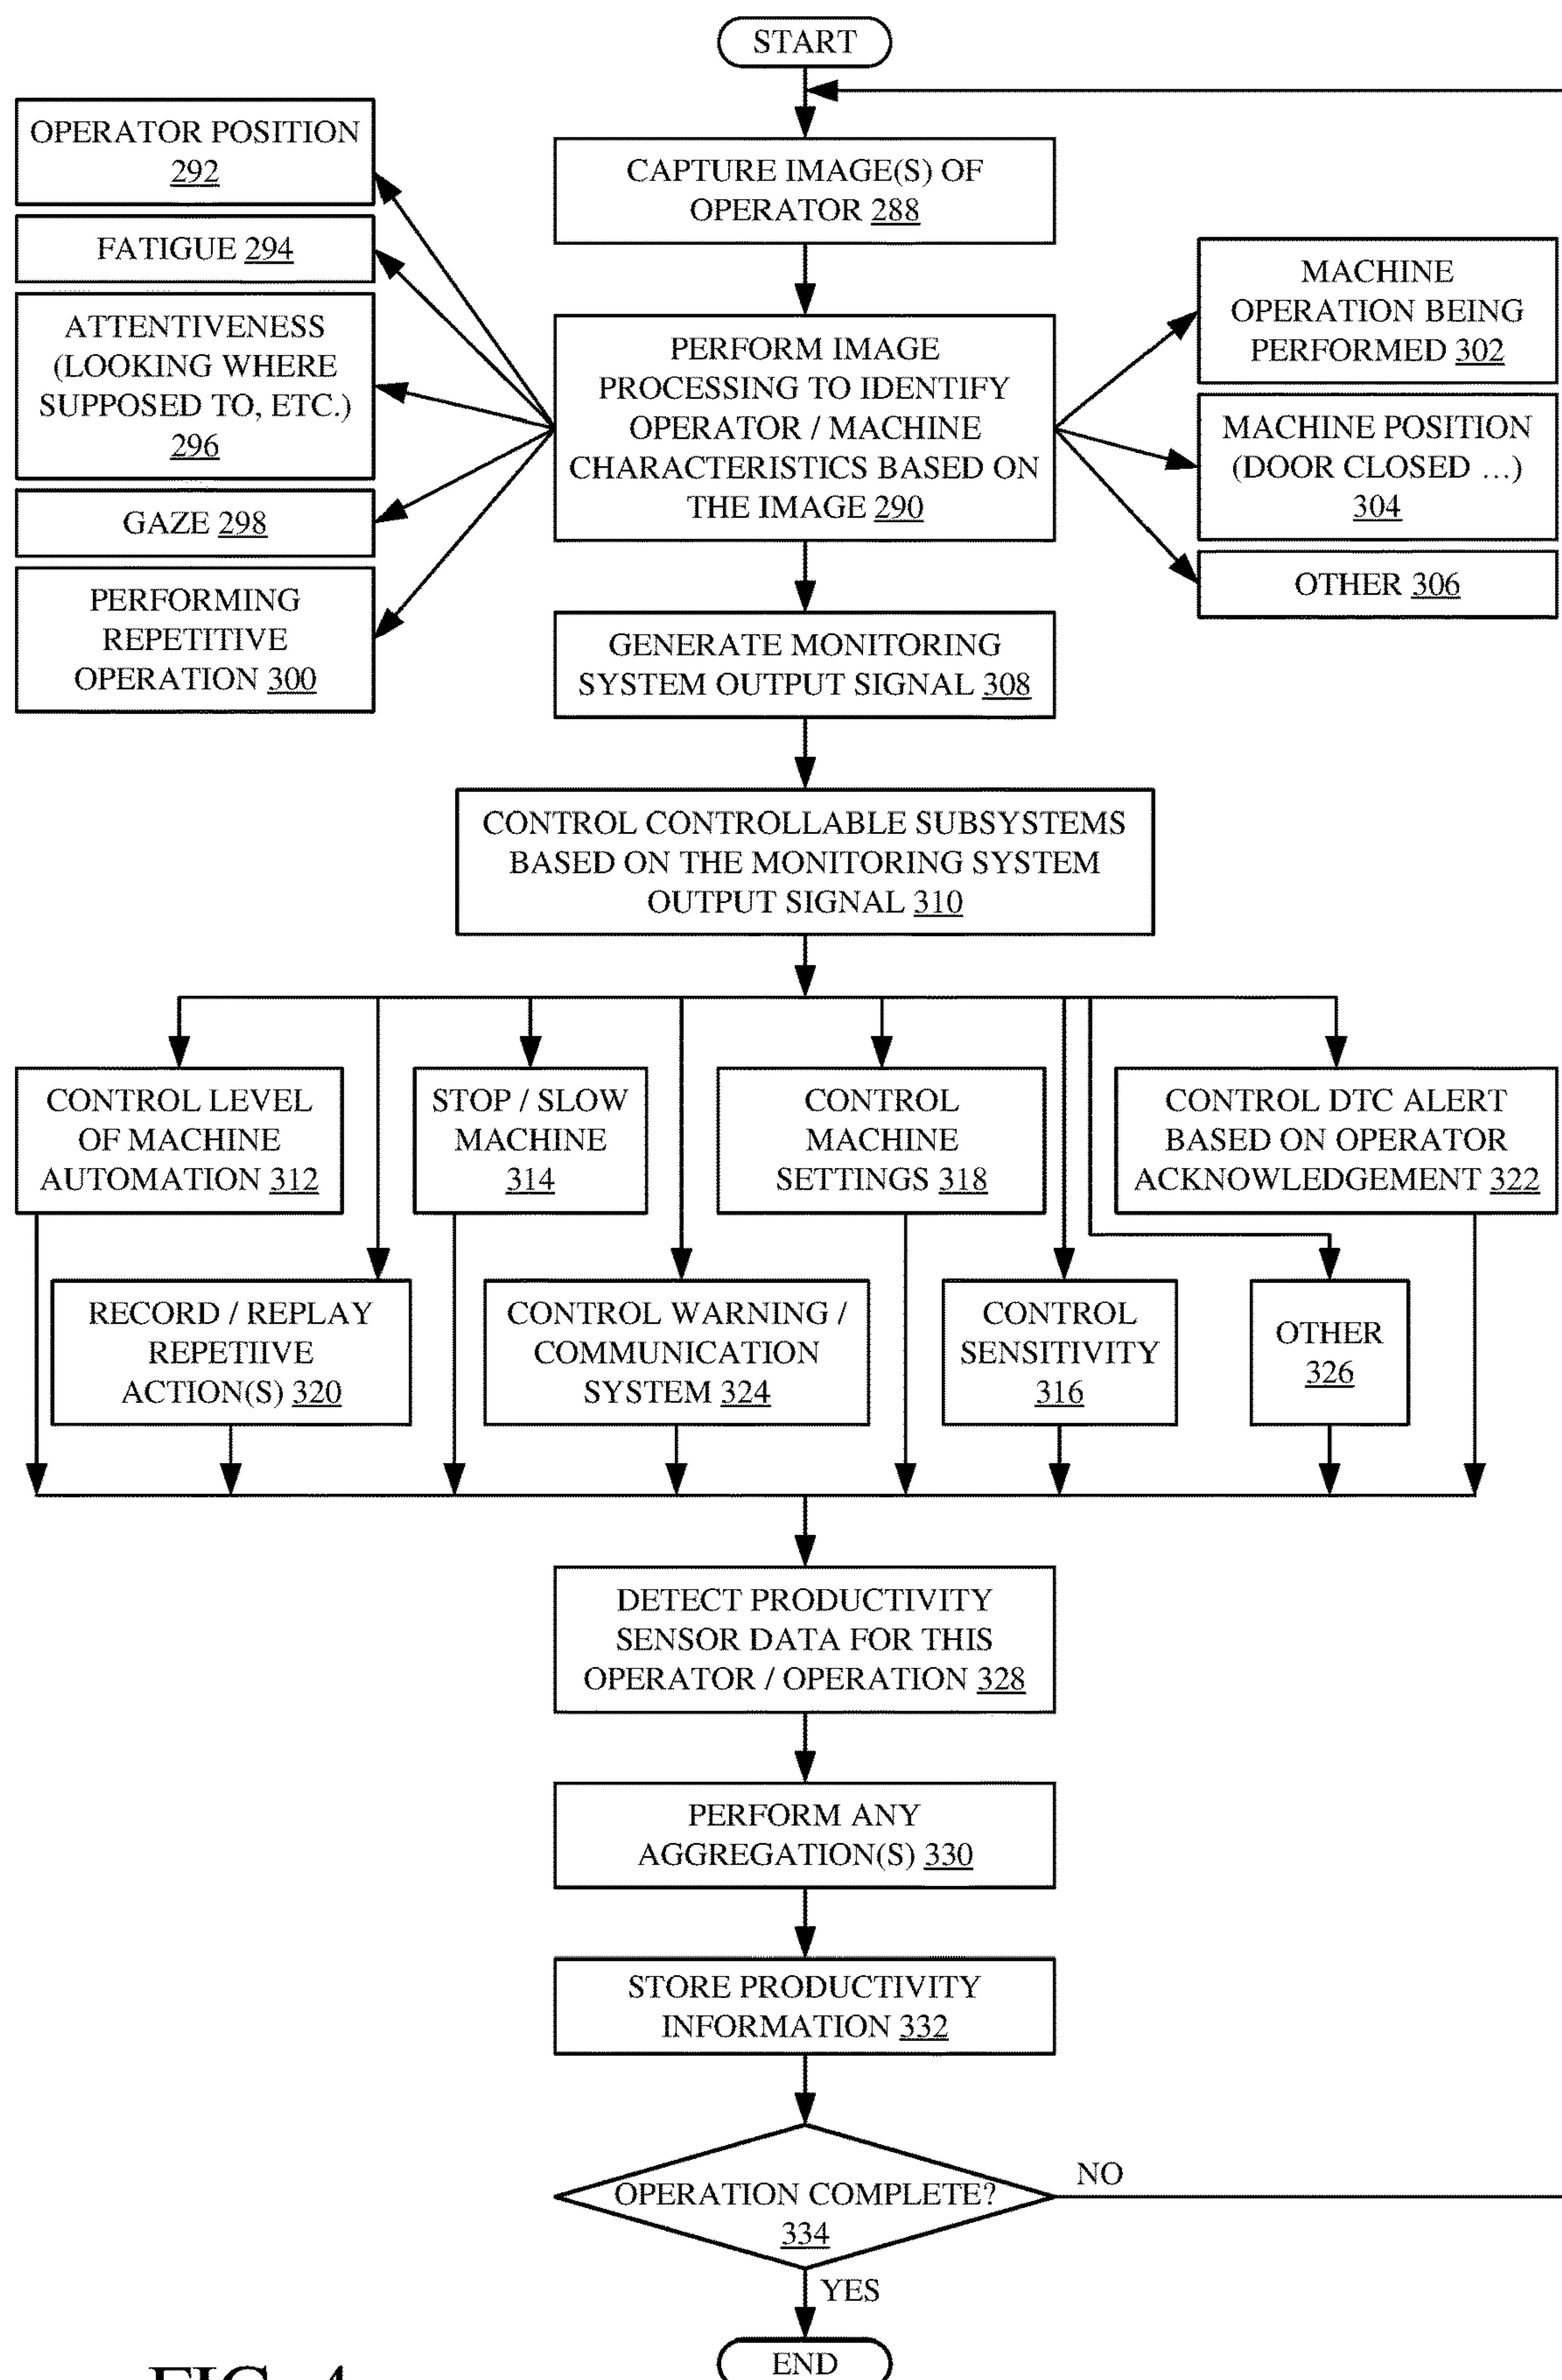 START
CAPTURE IMAGE(S) OF
OPERATOR 288
OPERATOR POSITION
292
FATIGUE 294
ATTENTIVENESS
(LOOKING WHERE
SUPPOSED TO, ETC.)
296
GAZE 298
PERFORMING
REPETITIVE
OPERATION 300
PERFORM IMAGE
PROCESSING TO IDENTIFY
OPERATOR / MACHINE
CHARACTERISTICS BASED ON
THE IMAGE 290
MACHINE
OPERATION BEING
PERFORMED 302
MACHINE POSITION
(DOOR CLOSED ...)
304
OTHER 306
GENERATE MONITORING
SYSTEM OUTPUT SIGNAL 308
CONTROL CONTROLLABLE SUBSYSTEMS
BASED ON THE MONITORING SYSTEM
OUTPUT SIGNAL 310
CONTROL LEVEL
OF MACHINE
AUTOMATION 312
STOP / SLOW
MACHINE
314
CONTROL
MACHINE
SETTINGS 318
CONTROL DTC ALERT
BASED ON OPERATOR
ACKNOWLEDGEMENT 322
RECORD / REPLAY
REPETIIVE
ACTION(S) 320
CONTROL WARNING /
COMMUNICATION
SYSTEM 324
CONTROL
SENSITIVITY
316
OTHER
326
DETECT PRODUCTIVITY
SENSOR DATA FOR THIS
OPERATOR / OPERATION 328
PERFORM ANY
AGGREGATION(S) 330
STORE PRODUCTIVITY
INFORMATION 332
OPERATION COMPLETE?
334
NO
YES
END
FIG. 4